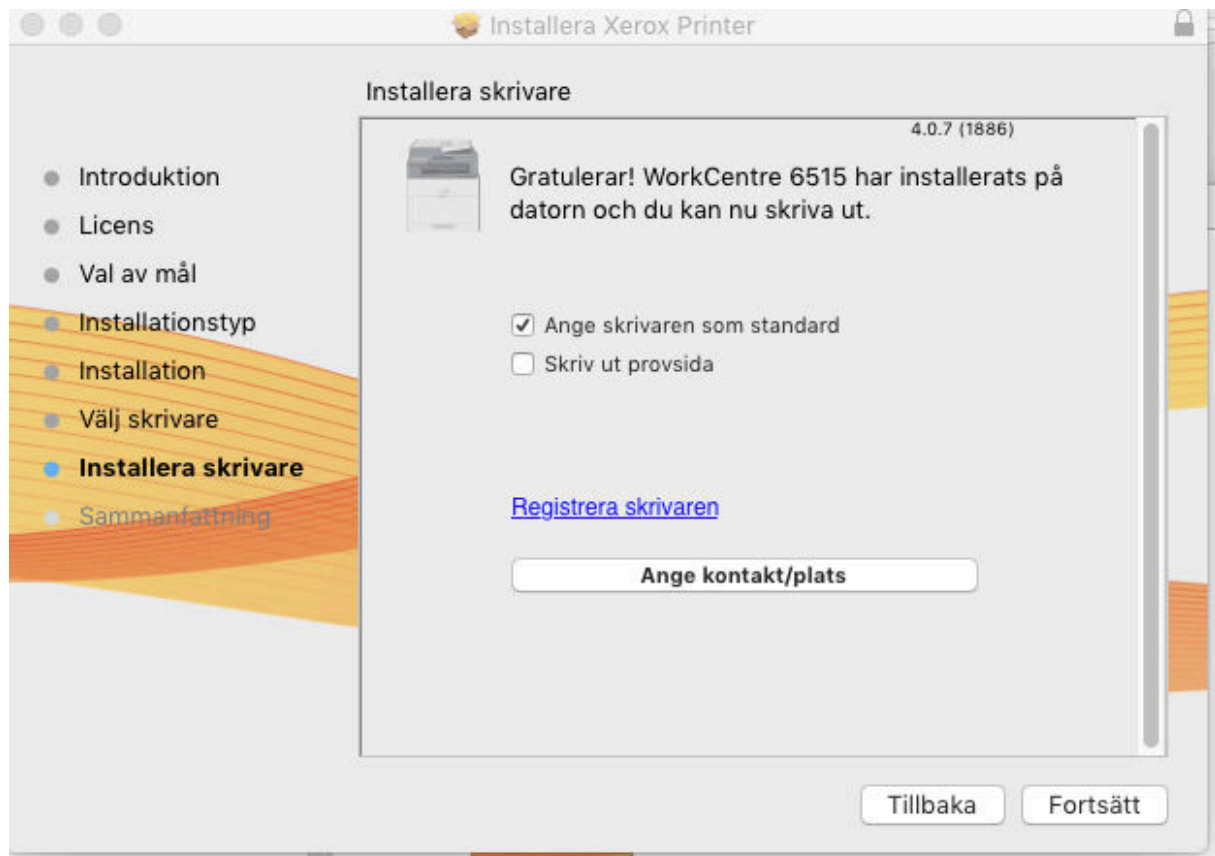 Installera Xerox Printer
Installera skrivare
4.0.7 (1886)
Introduktion
Licens
Val av mål
Installationstyp
Installation
Välj skrivare
Installera skrivare
Sammanfattning
Gratulerar! WorkCentre 6515 har installerats på
datorn och du kan nu skriva ut.
Ange skrivaren som standard
Skriv ut provsida
Registrera skrivaren
Ange kontakt/plats
Tillbaka
Fortsätt